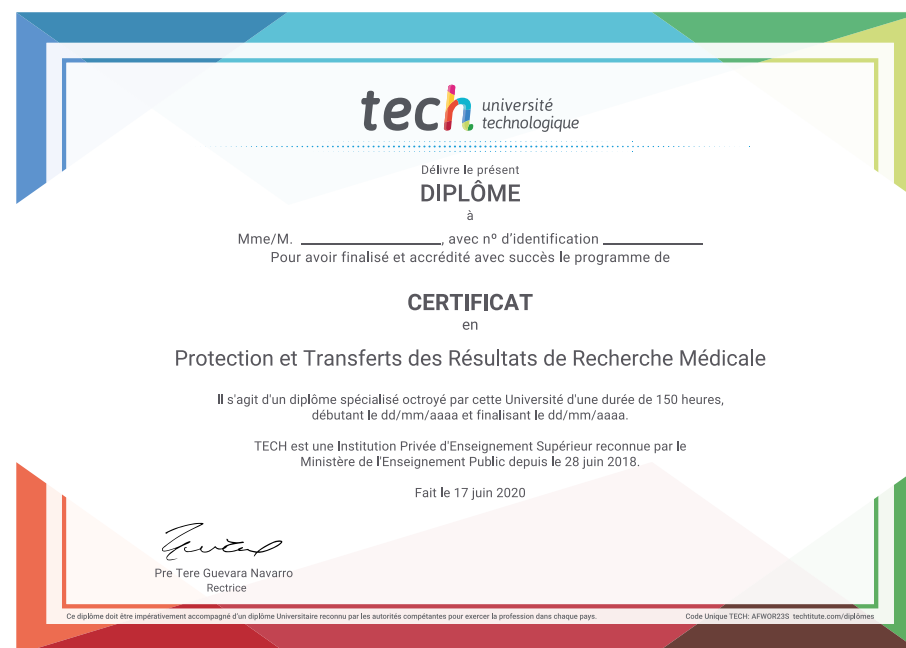 tech université
technologique
Délivre le présent
DIPLÔME
à
Mme/M. ____________________, avec nº d'identification ______________
Pour avoir finalisé et accrédité avec succès le programme de
CERTIFICAT
en
Protection et Transferts des Résultats de Recherche Médicale
Il s'agit d'un diplôme spécialisé octroyé par cette Université d'une durée de 150 heures,
débutant le dd/mm/aaaa et finalisant le dd/mm/aaaa.
TECH est une Institution Privée d'Enseignement Supérieur reconnue par le
Ministère de l'Enseignement Public depuis le 28 juin 2018.
Fait le 17 juin 2020
Pre Tere Guevara Navarro
Rectrice
Ce diplôme doit être impérativement accompagné d'un diplôme Universitaire reconnu par les autorités compétentes pour exercer la profession dans chaque pays.
Code Unique TECH: AFWOR23S techtitute.com/diplômes